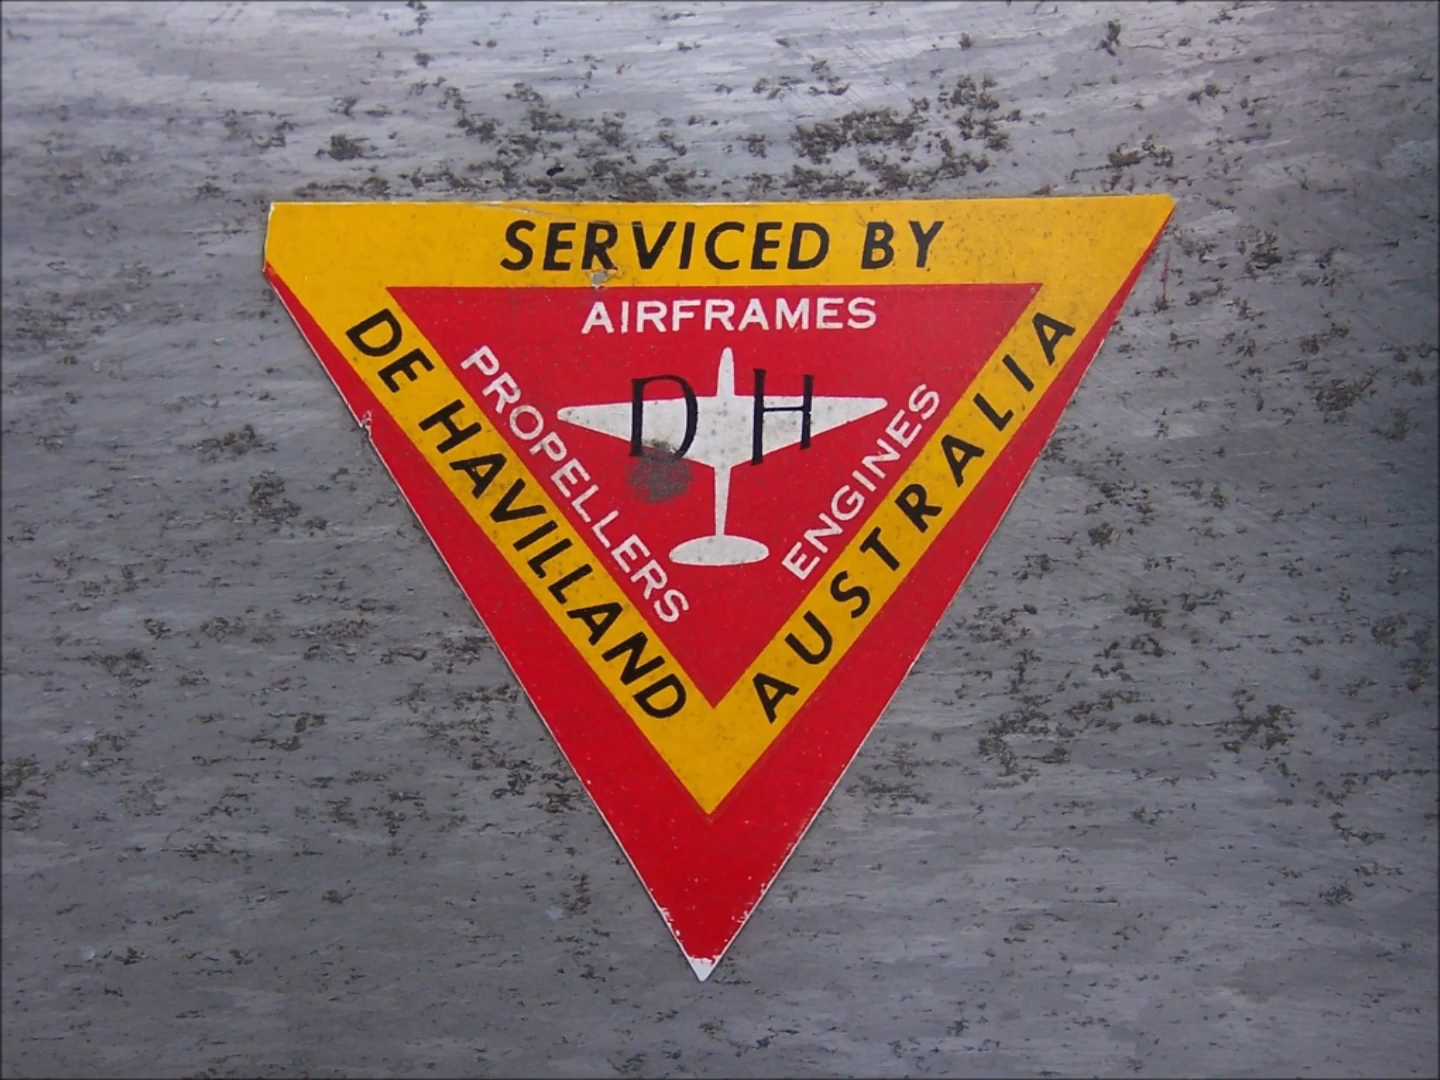 SERVICED BY
DE HAVILLAND
AUSTRALIA
AIRFRAMES
PROPELLERS
ENGINES
DH